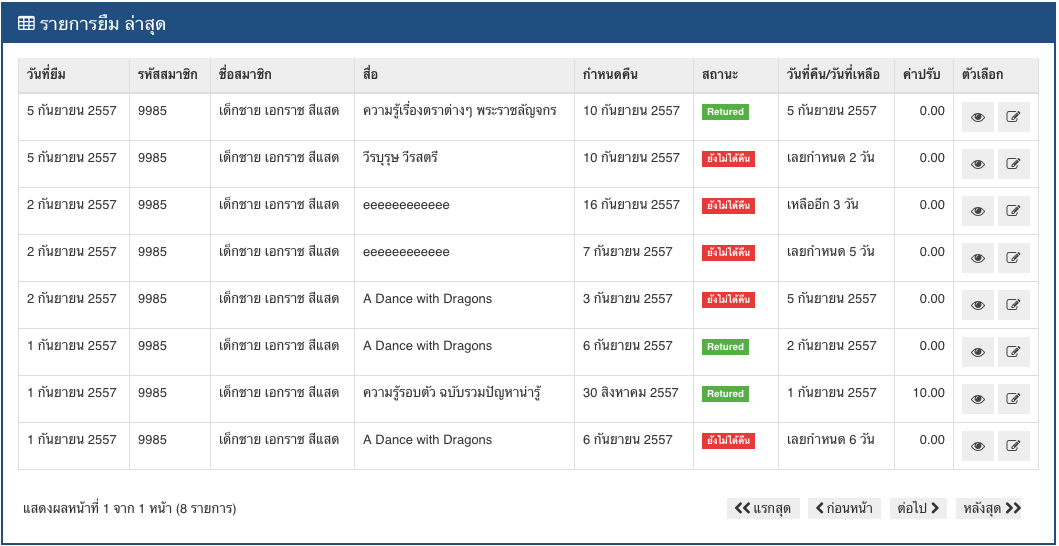 รายการยืม ล่าสุด
วันที่ยืม รหัสสมาชิก ชื่อสมาชิก สื่อ กำหนดคืน สถานะ วันที่คืน/วันที่เหลือ ค่าปรับ ตัวเลือก
5 กันยายน 2557 9985 เด็กชาย เอกราช สีแสด ความรู้เรื่องตราต่างๆ พระราชลัญจกร 10 กันยายน 2557 Retured 5 กันยายน 2557 0.00
5 กันยายน 2557 9985 เด็กชาย เอกราช สีแสด วีรบุรุษ วีรสตรี 10 กันยายน 2557 ยังไม่ได้คืน เลยกำหนด 2 วัน 0.00
2 กันยายน 2557 9985 เด็กชาย เอกราช สีแสด eeeeeeeeeeee 16 กันยายน 2557 ยังไม่ได้คืน เหลืออีก 3 วัน 0.00
2 กันยายน 2557 9985 เด็กชาย เอกราช สีแสด eeeeeeeeeeee 7 กันยายน 2557 ยังไม่ได้คืน เลยกำหนด 5 วัน 0.00
2 กันยายน 2557 9985 เด็กชาย เอกราช สีแสด A Dance with Dragons 3 กันยายน 2557 ยังไม่ได้คืน 5 กันยายน 2557 0.00
1 กันยายน 2557 9985 เด็กชาย เอกราช สีแสด A Dance with Dragons 6 กันยายน 2557 Retured 2 กันยายน 2557 0.00
1 กันยายน 2557 9985 เด็กชาย เอกราช สีแสด ความรู้รอบตัว ฉบับรวมปัญหาน่ารู้ 30 สิงหาคม 2557 Retured 1 กันยายน 2557 10.00
1 กันยายน 2557 9985 เด็กชาย เอกราช สีแสด A Dance with Dragons 6 กันยายน 2557 ยังไม่ได้คืน เลยกำหนด 6 วัน 0.00
แสดงผลหน้าที่ 1 จาก 1 หน้า (8 รายการ) แรกสุด ก่อนหน้า ต่อไป หลังสุด